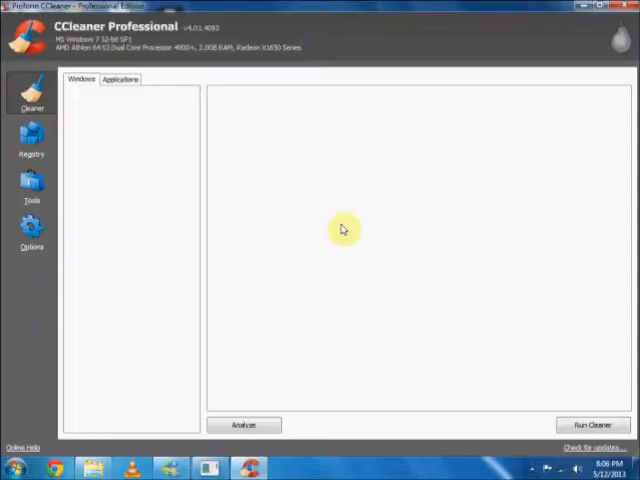 Piriform CCleaner - Professional Edition
CCleaner Professional v4.01.4093
MS Windows 7 32-bit SP1
AMD Athlon 64 X2 Dual Core Processor 4000+, 2.0GB RAM, Radeon X1650 Series
Windows
Applications
Cleaner
Registry
Tools
Options
Analyze
Run Cleaner
Online Help
Check for updates...
8:06 PM
5/12/2013